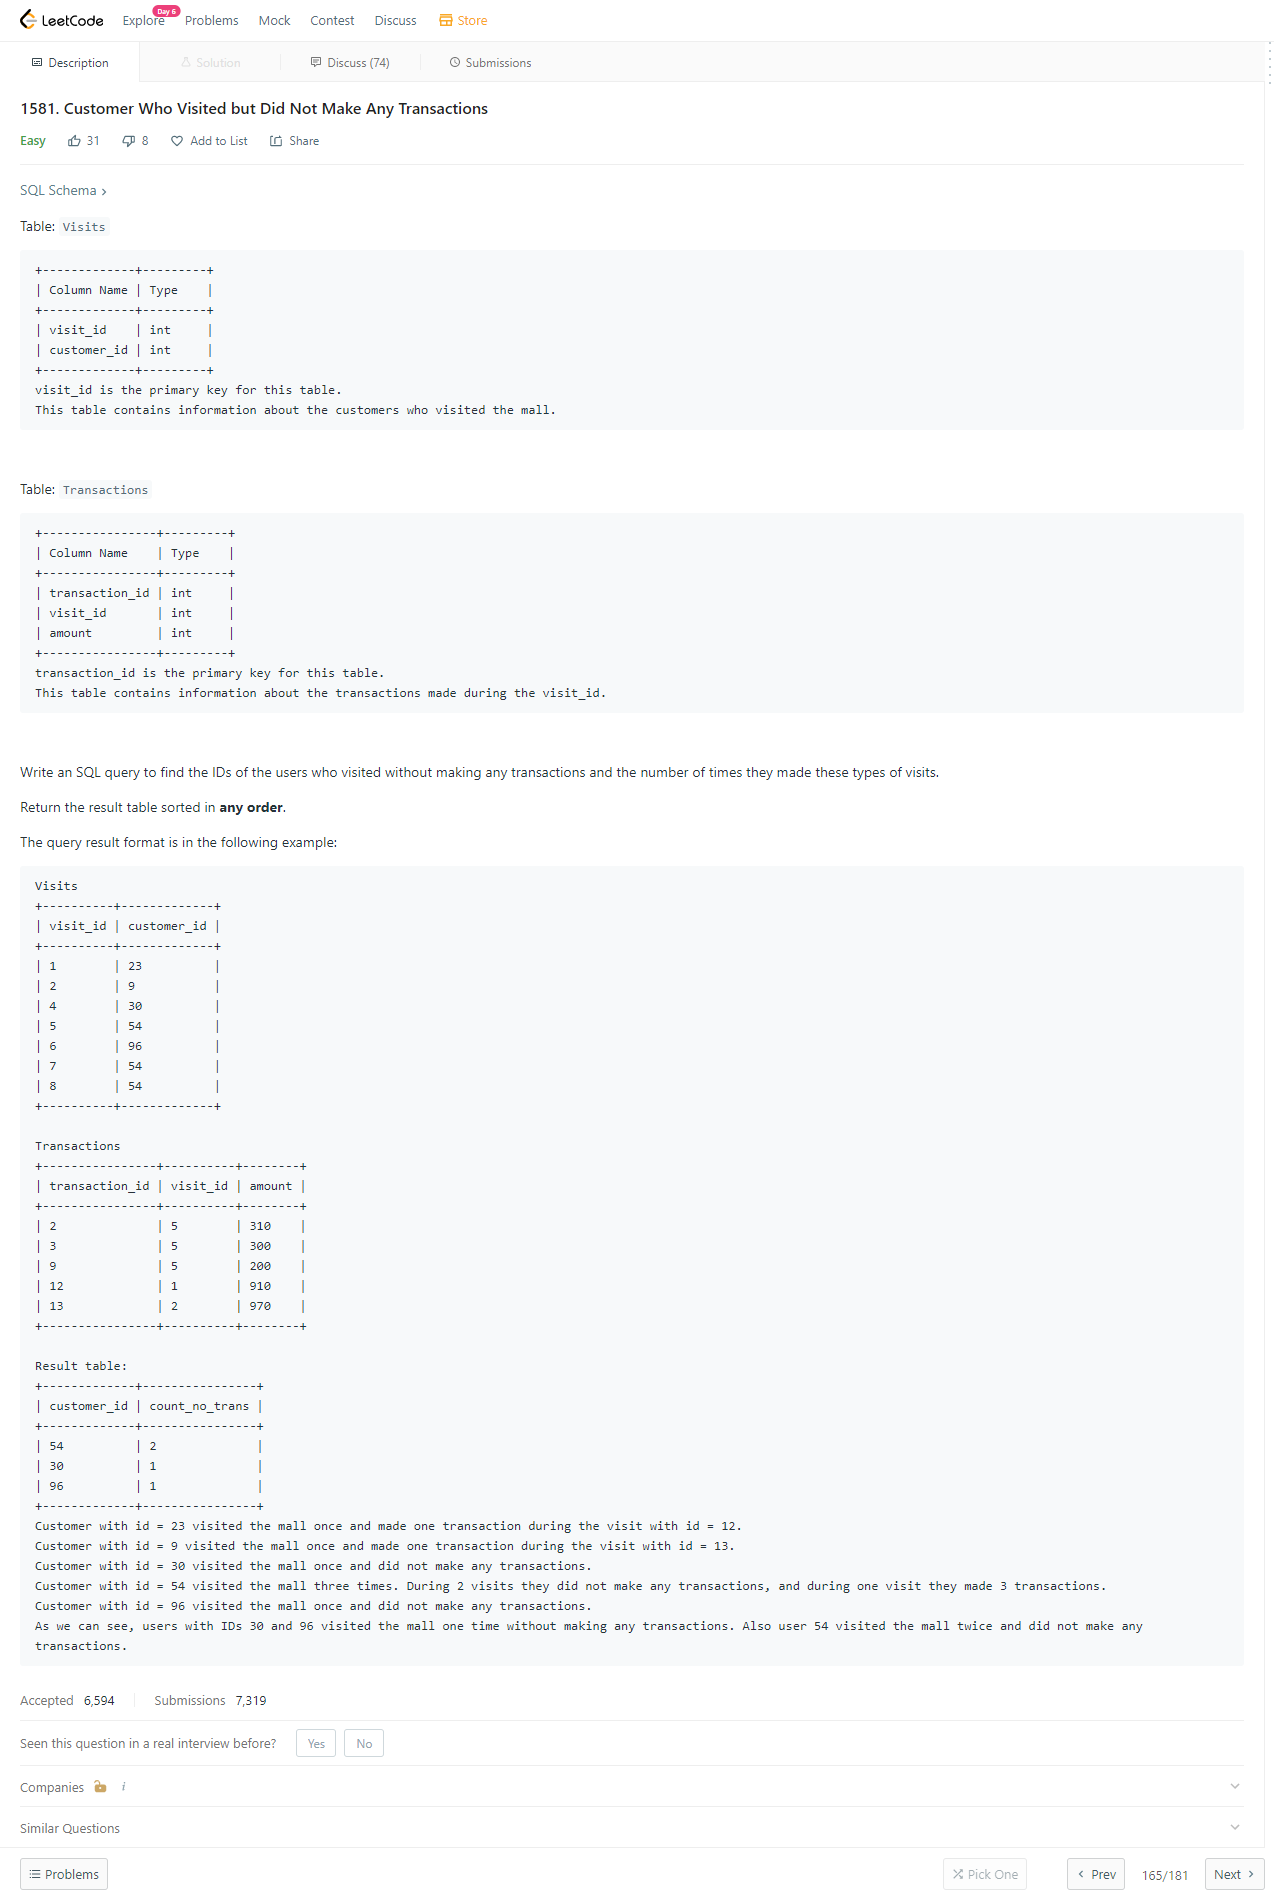 LeetCode Explore Day 6 Problems Mock Contest Discuss Store
Description Solution Discuss (74) Submissions
1581. Customer Who Visited but Did Not Make Any Transactions
Easy 31 8 Add to List Share
SQL Schema >
Table: Visits
+-------------+---------+
| Column Name | Type    |
+-------------+---------+
| visit_id    | int     |
| customer_id | int     |
+-------------+---------+
visit_id is the primary key for this table.
This table contains information about the customers who visited the mall.
Table: Transactions
+----------------+---------+
| Column Name    | Type    |
+----------------+---------+
| transaction_id | int     |
| visit_id       | int     |
| amount         | int     |
+----------------+---------+
transaction_id is the primary key for this table.
This table contains information about the transactions made during the visit_id.
Write an SQL query to find the IDs of the users who visited without making any transactions and the number of times they made these types of visits.
Return the result table sorted in any order.
The query result format is in the following example:
Visits
+----------+-------------+
| visit_id | customer_id |
+----------+-------------+
| 1        | 23          |
| 2        | 9           |
| 4        | 30          |
| 5        | 54          |
| 6        | 96          |
| 7        | 54          |
| 8        | 54          |
+----------+-------------+
Transactions
+----------------+----------+--------+
| transaction_id | visit_id | amount |
+----------------+----------+--------+
| 2              | 5        | 310    |
| 3              | 5        | 300    |
| 9              | 5        | 200    |
| 12             | 1        | 910    |
| 13             | 2        | 970    |
+----------------+----------+--------+
Result table:
+-------------+----------------+
| customer_id | count_no_trans |
+-------------+----------------+
| 54          | 2              |
| 30          | 1              |
| 96          | 1              |
+-------------+----------------+
Customer with id = 23 visited the mall once and made one transaction during the visit with id = 12.
Customer with id = 9 visited the mall once and made one transaction during the visit with id = 13.
Customer with id = 30 visited the mall once and did not make any transactions.
Customer with id = 54 visited the mall three times. During 2 visits they did not make any transactions, and during one visit they made 3 transactions.
Customer with id = 96 visited the mall once and did not make any transactions.
As we can see, users with IDs 30 and 96 visited the mall one time without making any transactions. Also user 54 visited the mall twice and did not make any
transactions.
Accepted 6,594 Submissions 7,319
Seen this question in a real interview before? Yes No
Companies i
Similar Questions
Problems Pick One < Prev 165/181 Next >